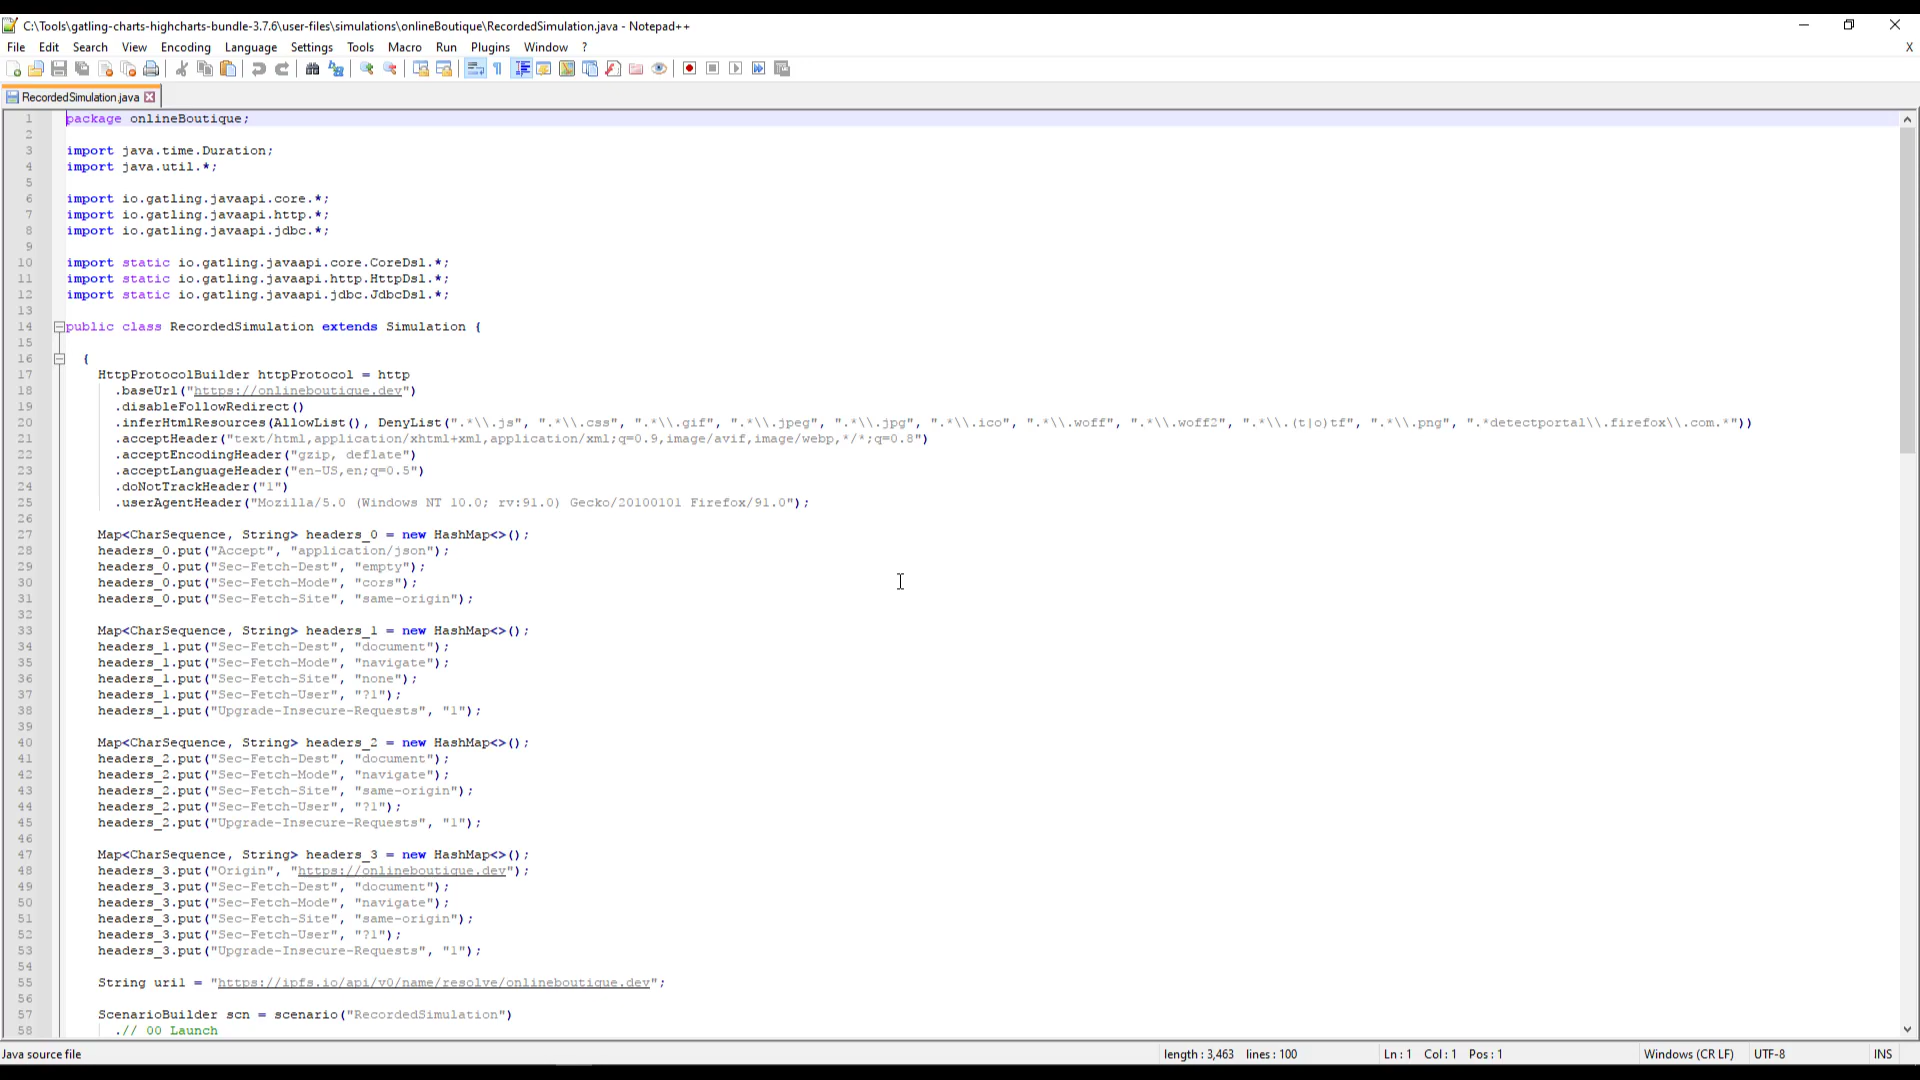 C:\Tools\gatling-charts-highcharts-bundle-3.7.6\user-files\simulations\onlineBoutique\RecordedSimulation.java - Notepad++
File Edit Search View Encoding Language Settings Tools Macro Run Plugins Window ? X
RecordedSimulation.java
1 package onlineBoutique;
2
3 import java.time.Duration;
4 import java.util.*;
5
6 import io.gatling.javaapi.core.*;
7 import io.gatling.javaapi.http.*;
8 import io.gatling.javaapi.jdbc.*;
9
10 import static io.gatling.javaapi.core.CoreDsl.*;
11 import static io.gatling.javaapi.http.HttpDsl.*;
12 import static io.gatling.javaapi.jdbc.JdbcDsl.*;
13
14 public class RecordedSimulation extends Simulation {
15
16 {
17 HttpProtocolBuilder httpProtocol = http
18 .baseUrl("https://onlineboutique.dev")
19 .disableFollowRedirect()
20 .inferHtmlResources(AllowList(), DenyList(".*\\.js", ".*\\.css", ".*\\.gif", ".*\\.jpeg", ".*\\.jpg", ".*\\.ico", ".*\\.woff", ".*\\.woff2", ".*\\.(t|o)tf", ".*\\.png", ".*detectportal\\.firefox\\.com.*"))
21 .acceptHeader("text/html,application/xhtml+xml,application/xml;q=0.9,image/avif,image/webp,*/*;q=0.8")
22 .acceptEncodingHeader("gzip, deflate")
23 .acceptLanguageHeader("en-US,en;q=0.5")
24 .doNotTrackHeader("1")
25 .userAgentHeader("Mozilla/5.0 (Windows NT 10.0; rv:91.0) Gecko/20100101 Firefox/91.0");
26
27 Map<CharSequence, String> headers_0 = new HashMap<>();
28 headers_0.put("Accept", "application/json");
29 headers_0.put("Sec-Fetch-Dest", "empty");
30 headers_0.put("Sec-Fetch-Mode", "cors");
31 headers_0.put("Sec-Fetch-Site", "same-origin");
32
33 Map<CharSequence, String> headers_1 = new HashMap<>();
34 headers_1.put("Sec-Fetch-Dest", "document");
35 headers_1.put("Sec-Fetch-Mode", "navigate");
36 headers_1.put("Sec-Fetch-Site", "none");
37 headers_1.put("Sec-Fetch-User", "?1");
38 headers_1.put("Upgrade-Insecure-Requests", "1");
39
40 Map<CharSequence, String> headers_2 = new HashMap<>();
41 headers_2.put("Sec-Fetch-Dest", "document");
42 headers_2.put("Sec-Fetch-Mode", "navigate");
43 headers_2.put("Sec-Fetch-Site", "same-origin");
44 headers_2.put("Sec-Fetch-User", "?1");
45 headers_2.put("Upgrade-Insecure-Requests", "1");
46
47 Map<CharSequence, String> headers_3 = new HashMap<>();
48 headers_3.put("Origin", "https://onlineboutique.dev");
49 headers_3.put("Sec-Fetch-Dest", "document");
50 headers_3.put("Sec-Fetch-Mode", "navigate");
51 headers_3.put("Sec-Fetch-Site", "same-origin");
52 headers_3.put("Sec-Fetch-User", "?1");
53 headers_3.put("Upgrade-Insecure-Requests", "1");
54
55 String uri1 = "https://ipfs.io/api/v0/name/resolve/onlineboutique.dev";
56
57 ScenarioBuilder scn = scenario("RecordedSimulation")
58 .// 00 Launch
Java source file length : 3,463 lines : 100 Ln : 1 Col : 1 Pos : 1 Windows (CR LF) UTF-8 INS